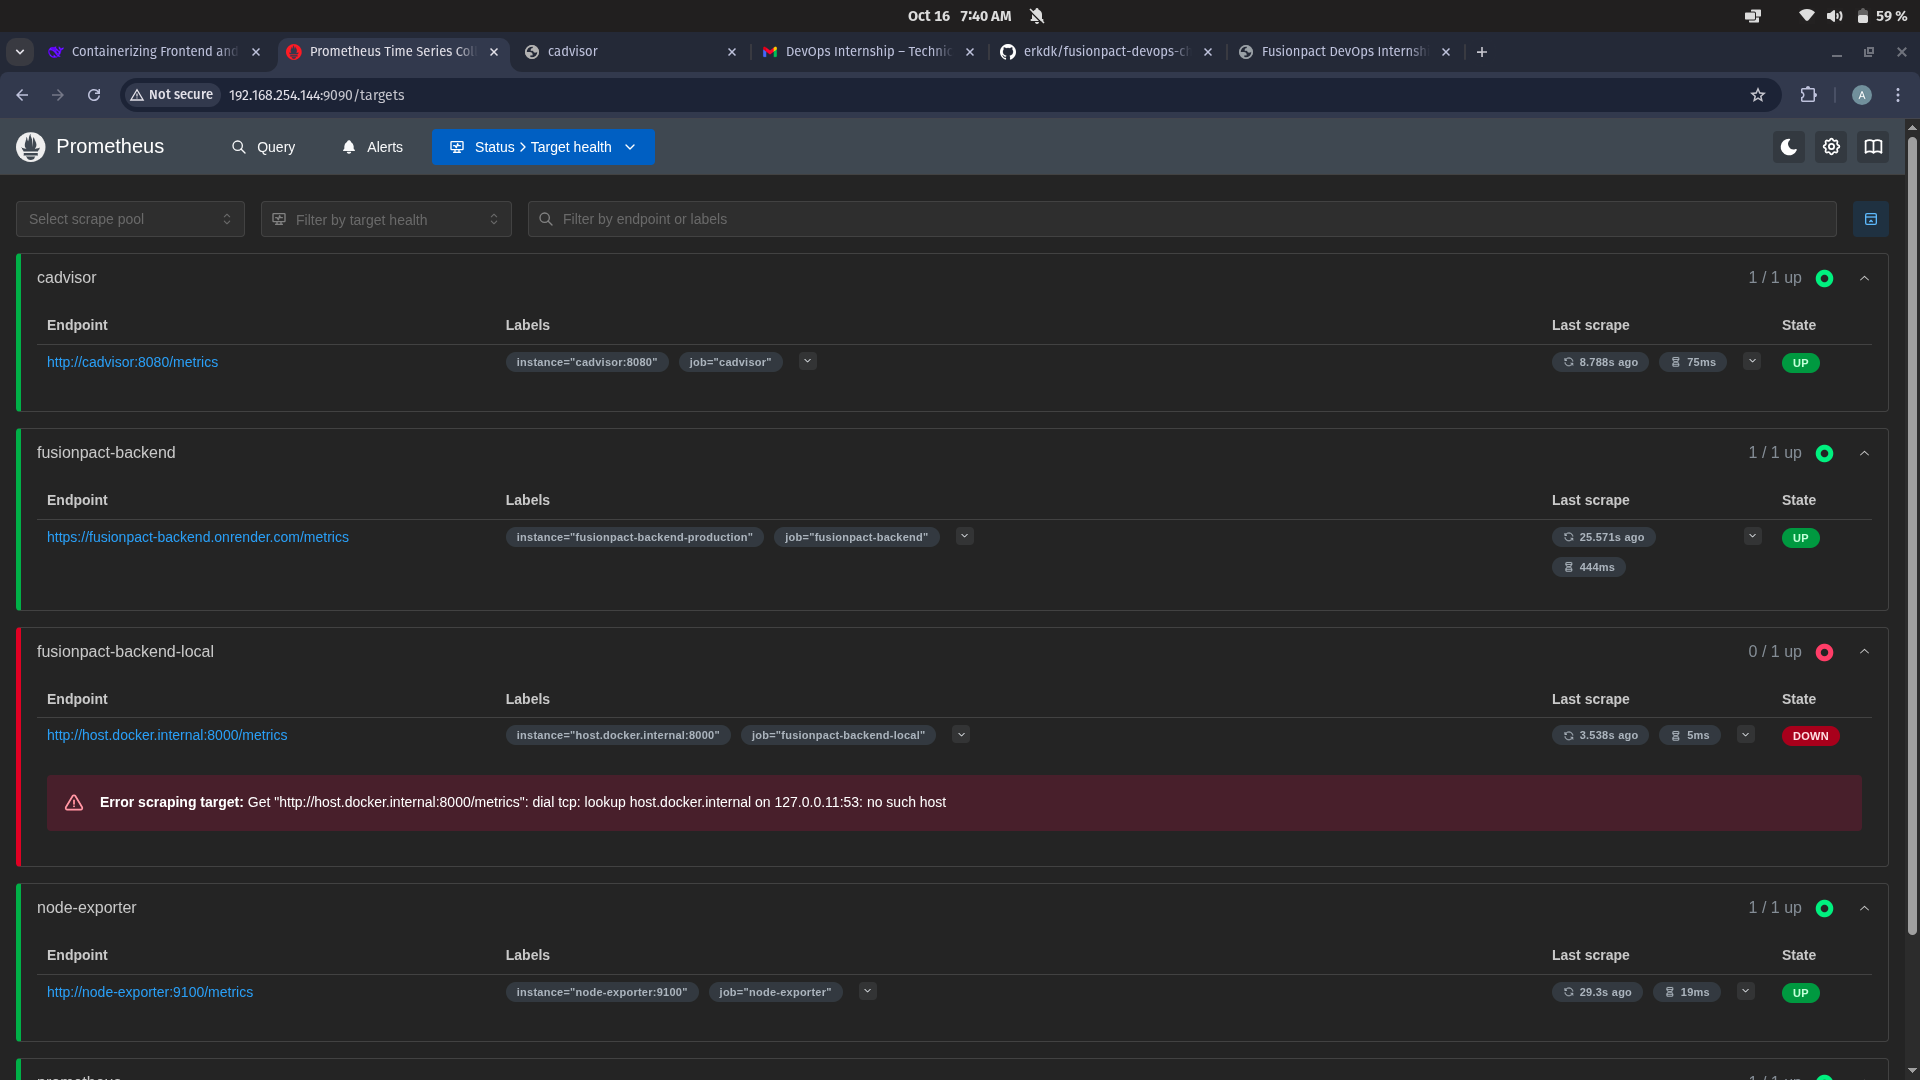 Oct 16 7:40 AM
59 %
Containerizing Frontend and
Prometheus Time Series Coll
cadvisor
DevOps Internship – Technic
erkdk/fusionpact-devops-ch
Fusionpact DevOps Internsh
Not secure
192.168.254.144:9090/targets
A
Prometheus
Query
Alerts
Status > Target health
Select scrape pool
Filter by target health
Filter by endpoint or labels
cadvisor
1 / 1 up
Endpoint Labels Last scrape State
http://cadvisor:8080/metrics instance="cadvisor:8080" job="cadvisor" 8.788s ago 75ms UP
fusionpact-backend
1 / 1 up
Endpoint Labels Last scrape State
https://fusionpact-backend.onrender.com/metrics instance="fusionpact-backend-production" job="fusionpact-backend" 25.571s ago UP
444ms
fusionpact-backend-local
0 / 1 up
Endpoint Labels Last scrape State
http://host.docker.internal:8000/metrics instance="host.docker.internal:8000" job="fusionpact-backend-local" 3.538s ago 5ms DOWN
Error scraping target: Get "http://host.docker.internal:8000/metrics": dial tcp: lookup host.docker.internal on 127.0.0.11:53: no such host
node-exporter
1 / 1 up
Endpoint Labels Last scrape State
http://node-exporter:9100/metrics instance="node-exporter:9100" job="node-exporter" 29.3s ago 19ms UP
prometheus
1 / 1 up